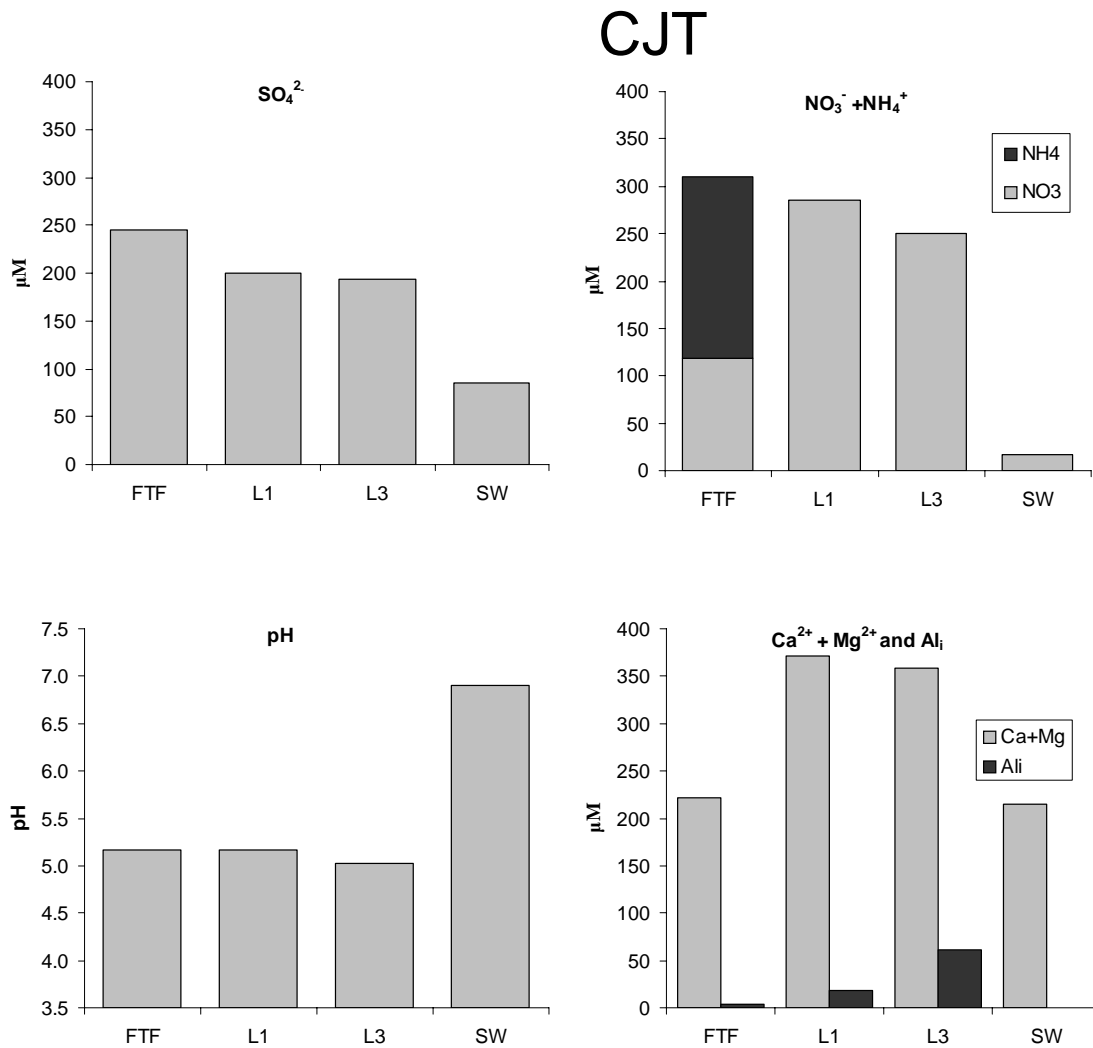 CJT
SO₄²⁻
400
350
300
250
200
150
100
50
0
µM
FTF L1 L3 SW
NO₃⁻ +NH₄⁺
400
350
300
250
200
150
100
50
0
µM
NH4
NO3
FTF L1 L3 SW
pH
7.5
7.0
6.5
6.0
5.5
5.0
4.5
4.0
3.5
pH
FTF L1 L3 SW
Ca²⁺ + Mg²⁺ and Alᵢ
400
350
300
250
200
150
100
50
0
µM
Ca+Mg
Ali
FTF L1 L3 SW